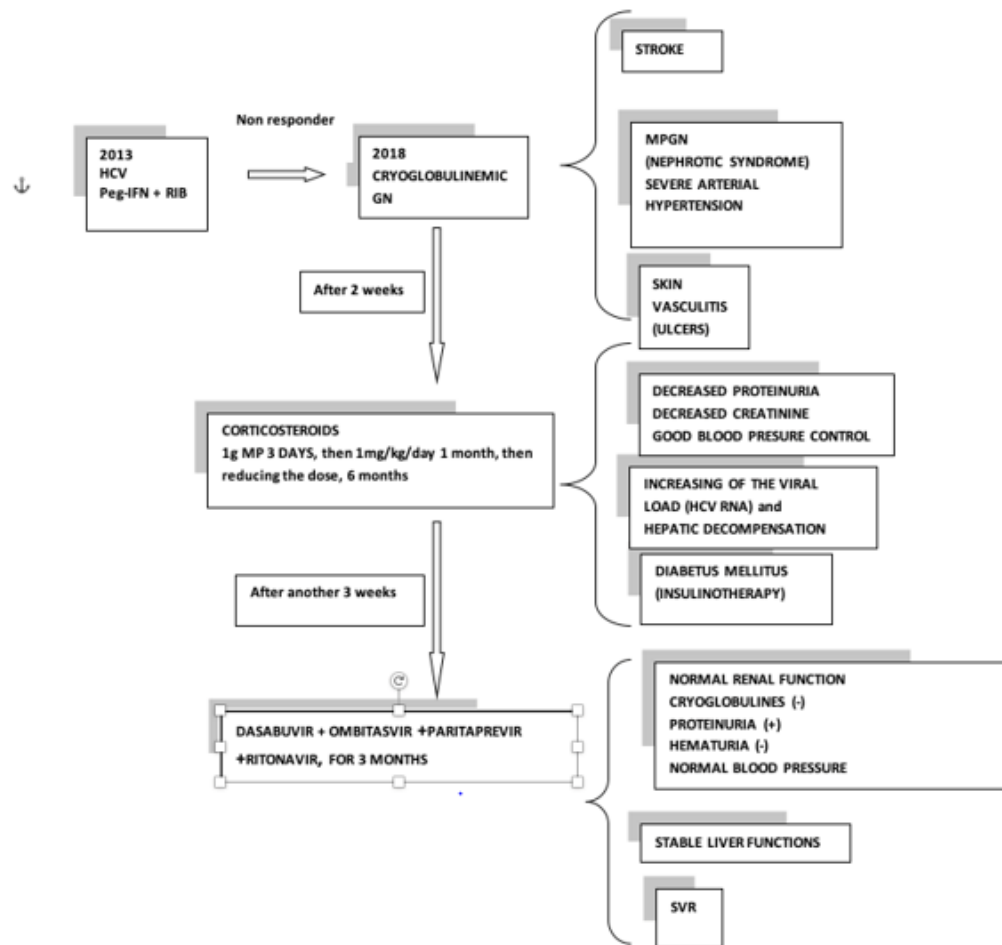 STROKE
Non responder
2013
HCV
Peg-IFN + RIB
2018
CRYOGLOBULINEMIC
GN
MPGN
(NEPHROTIC SYNDROME)
SEVERE ARTERIAL
HYPERTENSION
SKIN
VASCULITIS
(ULCERS)
After 2 weeks
CORTICOSTEROIDS
1g MP 3 DAYS, then 1mg/kg/day 1 month, then
reducing the dose, 6 months
DECREASED PROTEINURIA
DECREASED CREATININE
GOOD BLOOD PRESURE CONTROL
INCREASING OF THE VIRAL
LOAD (HCV RNA) and
HEPATIC DECOMPENSATION
DIABETUS MELLITUS
(INSULINOTHERAPY)
After another 3 weeks
DASABUVIR + OMBITASVIR +PARITAPREVIR
+RITONAVIR, FOR 3 MONTHS
NORMAL RENAL FUNCTION
CRYOGLOBULINES (-)
PROTEINURIA (+)
HEMATURIA (-)
NORMAL BLOOD PRESSURE
STABLE LIVER FUNCTIONS
SVR